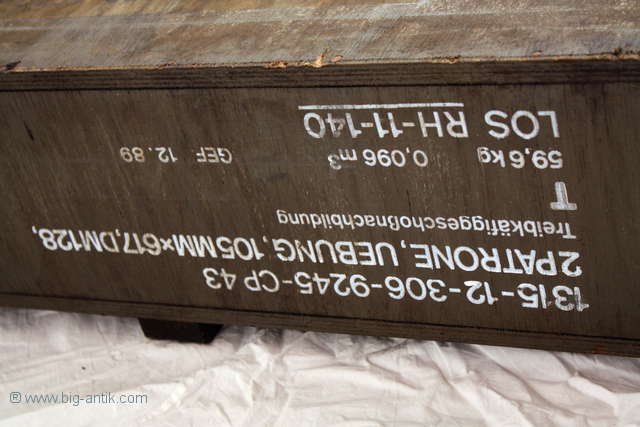 1315-12-306-9245-CP 43
2 PATRONE, UEBUNG, 105MM×617, DM128,
Treibkäfiggeschoßnachbildung
T
59,6 kg 0,096 m³ GEF 12.89
LOS RH-11-140
® www.big-antik.com